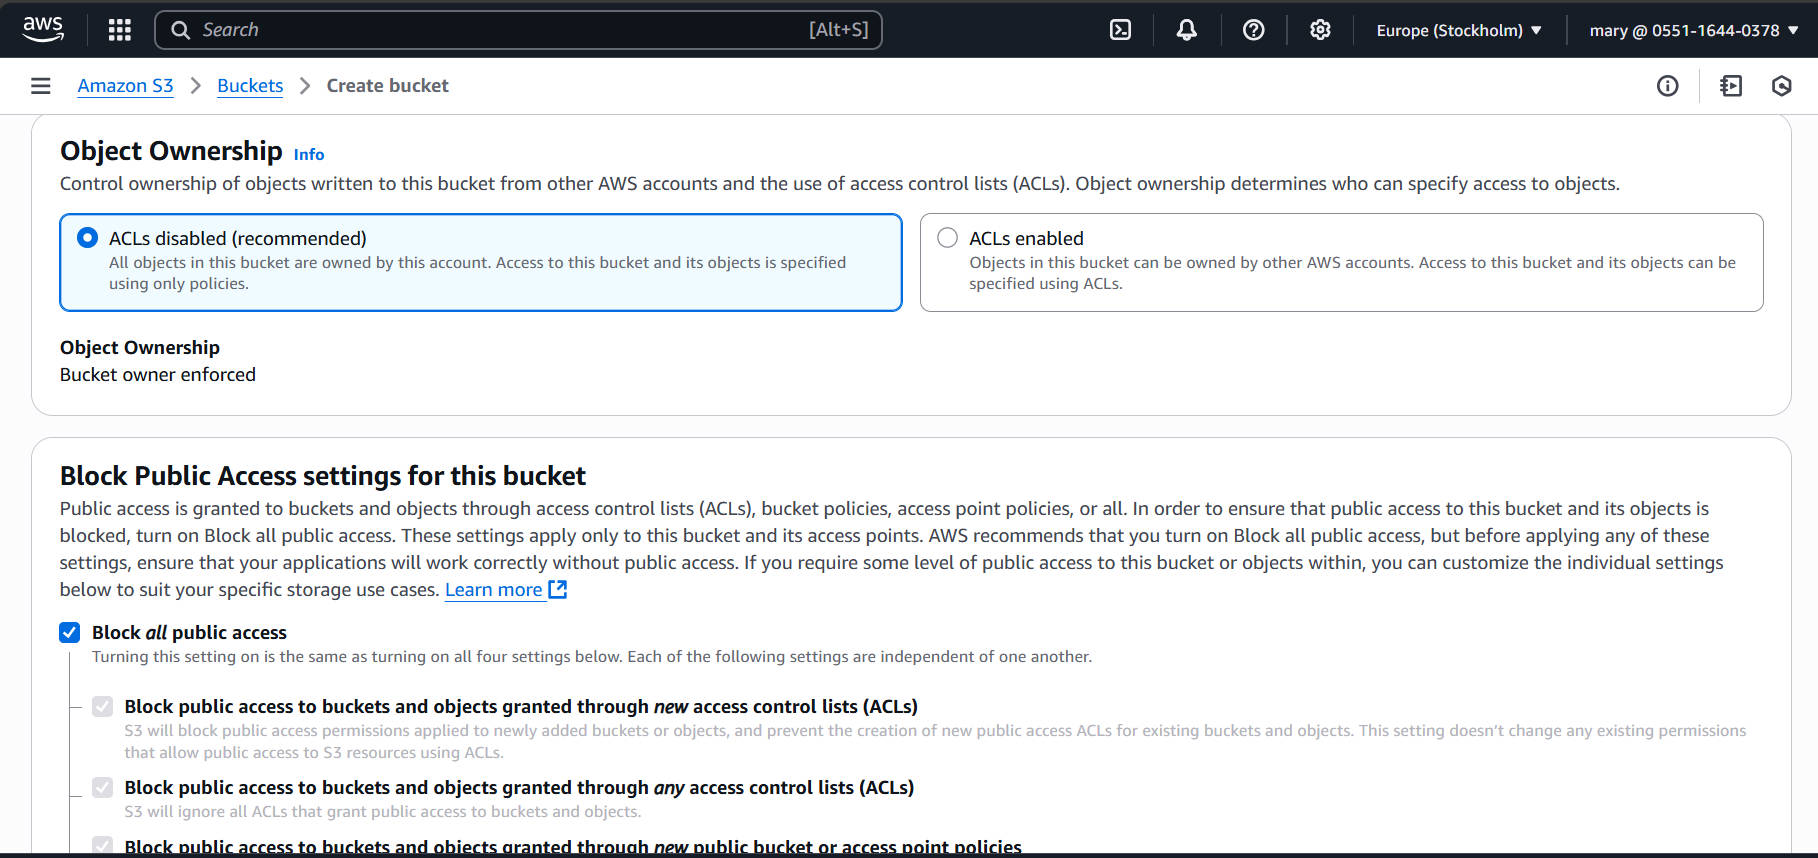 aws
Search [Alt+S]
Europe (Stockholm)
mary @ 0551-1644-0378
Amazon S3 Buckets Create bucket
Object Ownership Info
Control ownership of objects written to this bucket from other AWS accounts and the use of access control lists (ACLs). Object ownership determines who can specify access to objects.
ACLs disabled (recommended)
All objects in this bucket are owned by this account. Access to this bucket and its objects is specified
using only policies.
ACLs enabled
Objects in this bucket can be owned by other AWS accounts. Access to this bucket and its objects can be
specified using ACLs.
Object Ownership
Bucket owner enforced
Block Public Access settings for this bucket
Public access is granted to buckets and objects through access control lists (ACLs), bucket policies, access point policies, or all. In order to ensure that public access to this bucket and its objects is
blocked, turn on Block all public access. These settings apply only to this bucket and its access points. AWS recommends that you turn on Block all public access, but before applying any of these
settings, ensure that your applications will work correctly without public access. If you require some level of public access to this bucket or objects within, you can customize the individual settings
below to suit your specific storage use cases. Learn more
Block all public access
Turning this setting on is the same as turning on all four settings below. Each of the following settings are independent of one another.
Block public access to buckets and objects granted through new access control lists (ACLs)
S3 will block public access permissions applied to newly added buckets or objects, and prevent the creation of new public access ACLs for existing buckets and objects. This setting doesn’t change any existing permissions
that allow public access to S3 resources using ACLs.
Block public access to buckets and objects granted through any access control lists (ACLs)
S3 will ignore all ACLs that grant public access to buckets and objects.
Block public access to buckets and objects granted through new public bucket or access point policies